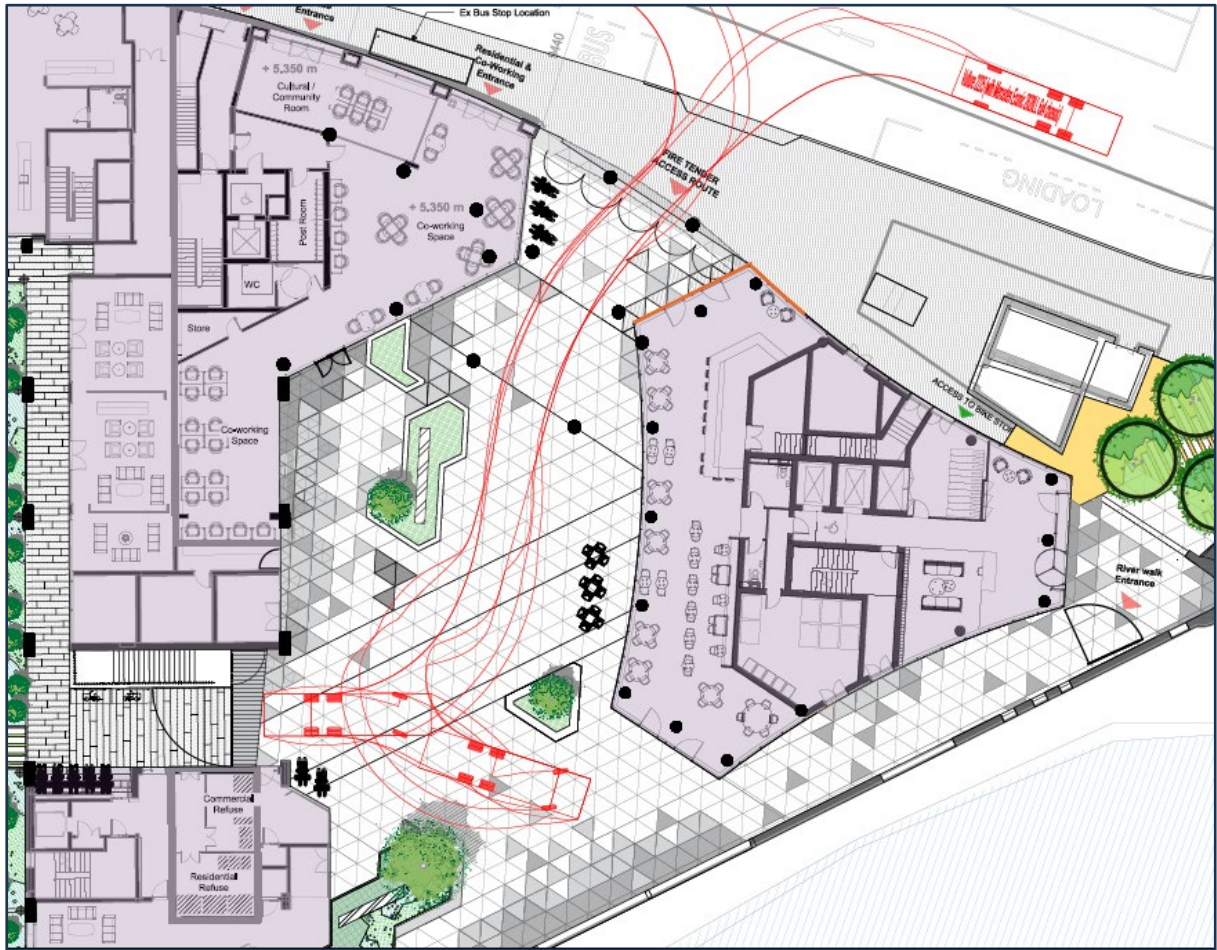 Ex Bus Stop Location
Entrance
Residential &
Co-Working
Entrance
BUS
+ 5,350 m
Cultural /
Community
Room
FIRE TENDER
ACCESS ROUTE
LOADING
+ 5,350 m
Co-working
Space
Post Room
WC
Store
Co-working
Space
ACCESS TO BIKE STORE
River walk
Entrance
Commercial
Refuse
Residential
Refuse